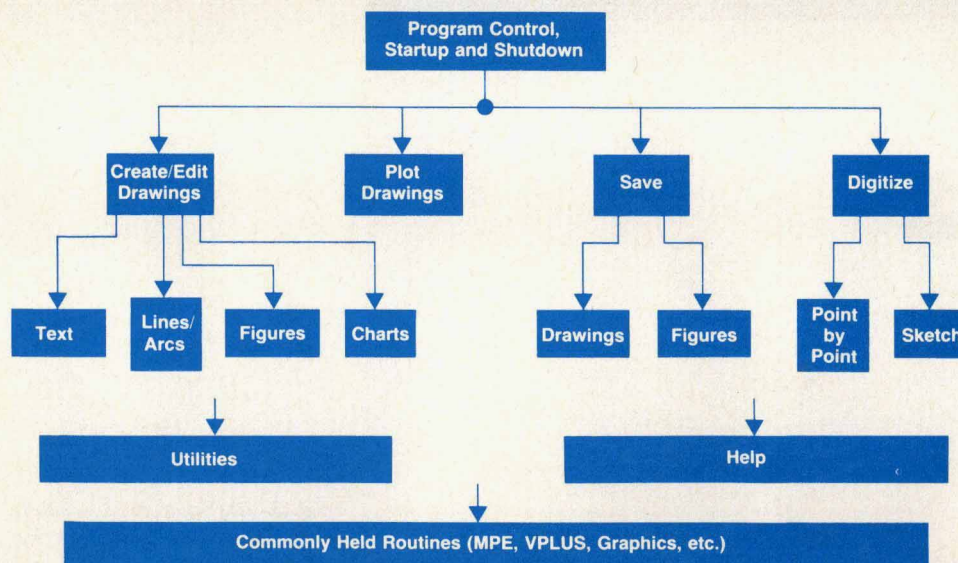 Program Control,
Startup and Shutdown
Create/Edit
Drawings
Plot
Drawings
Save
Digitize
Text
Lines/
Arcs
Figures
Charts
Drawings
Figures
Point
by
Point
Sketch
Utilities
Help
Commonly Held Routines (MPE, VPLUS, Graphics, etc.)